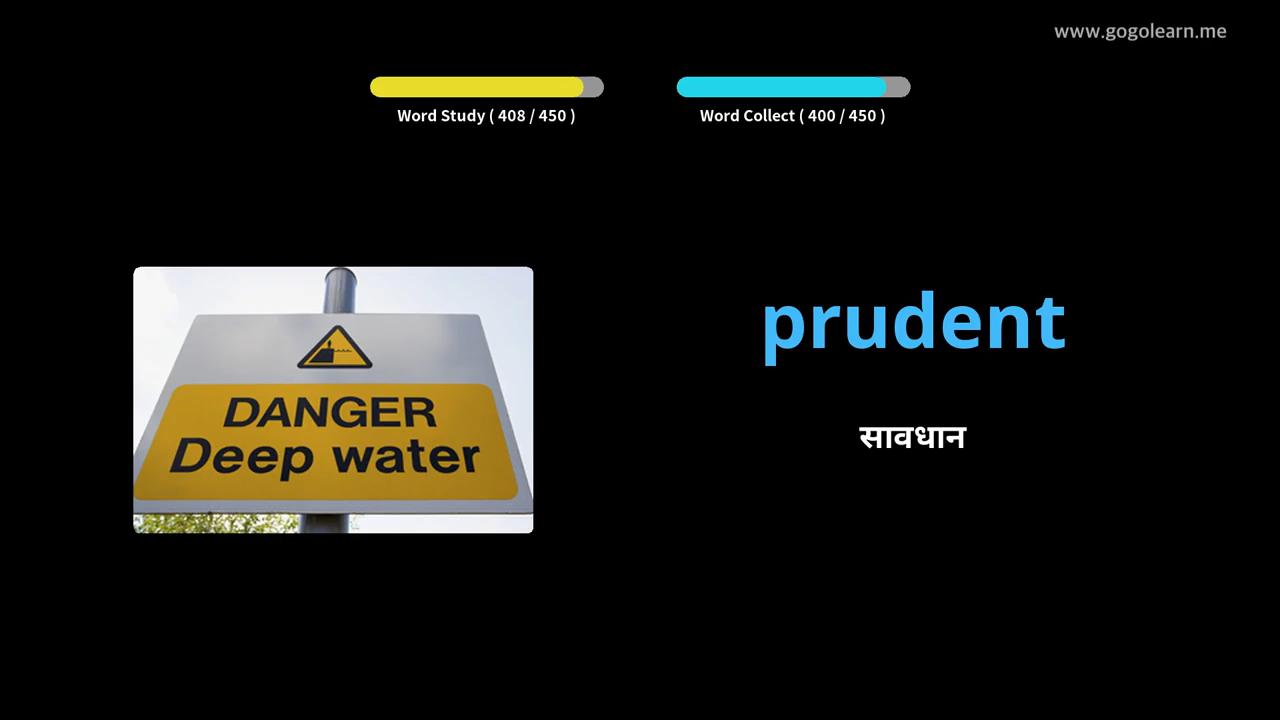 www.gogolearn.me
Word Study ( 408 / 450 )
Word Collect ( 400 / 450 )
DANGER
Deep water
prudent
सावधान